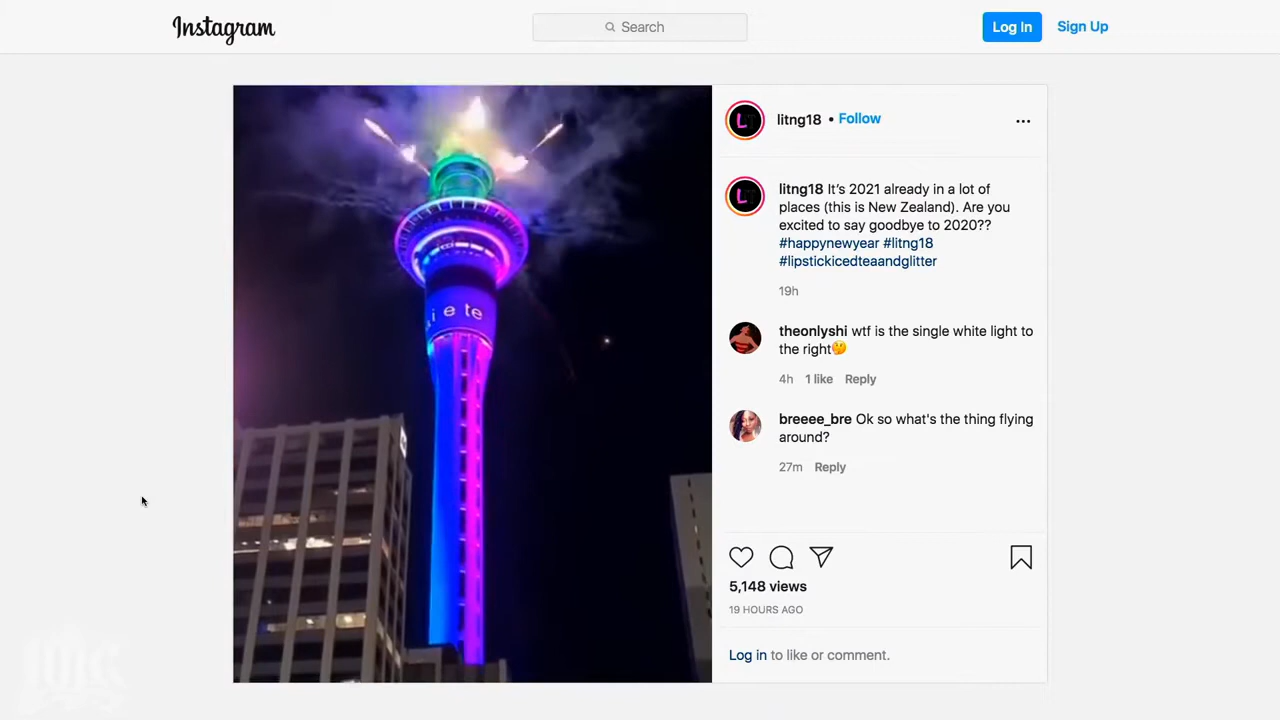 Instagram
Search
Log In
Sign Up
litng18 • Follow
litng18 It's 2021 already in a lot of
places (this is New Zealand). Are you
excited to say goodbye to 2020??
#happynewyear #litng18
#lipstickicedteaandglitter
19h
theonlyshi wtf is the single white light to
the right🤔
4h 1 like Reply
breeee_bre Ok so what's the thing flying
around?
27m Reply
5,148 views
19 HOURS AGO
Log in to like or comment.
i e te